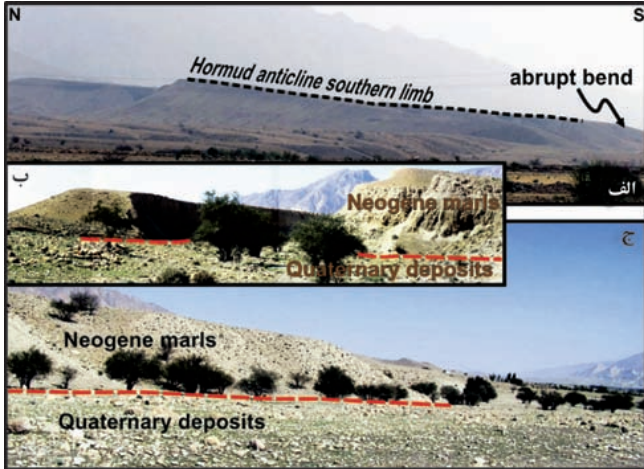 N
S
Hormud anticline southern limb
abrupt bend
الف
ب
Neogene marls
Quaternary deposits
ج
Neogene marls
Quaternary deposits